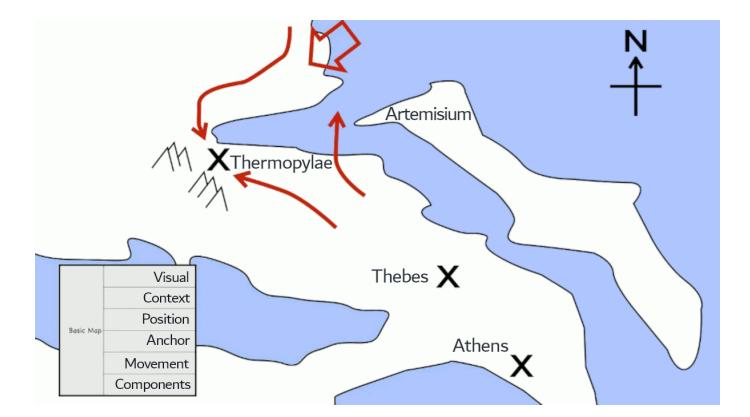 N
Artemisium
X Thermopylae
Thebes X
Athens X
Basic Map
Visual
Context
Position
Anchor
Movement
Components